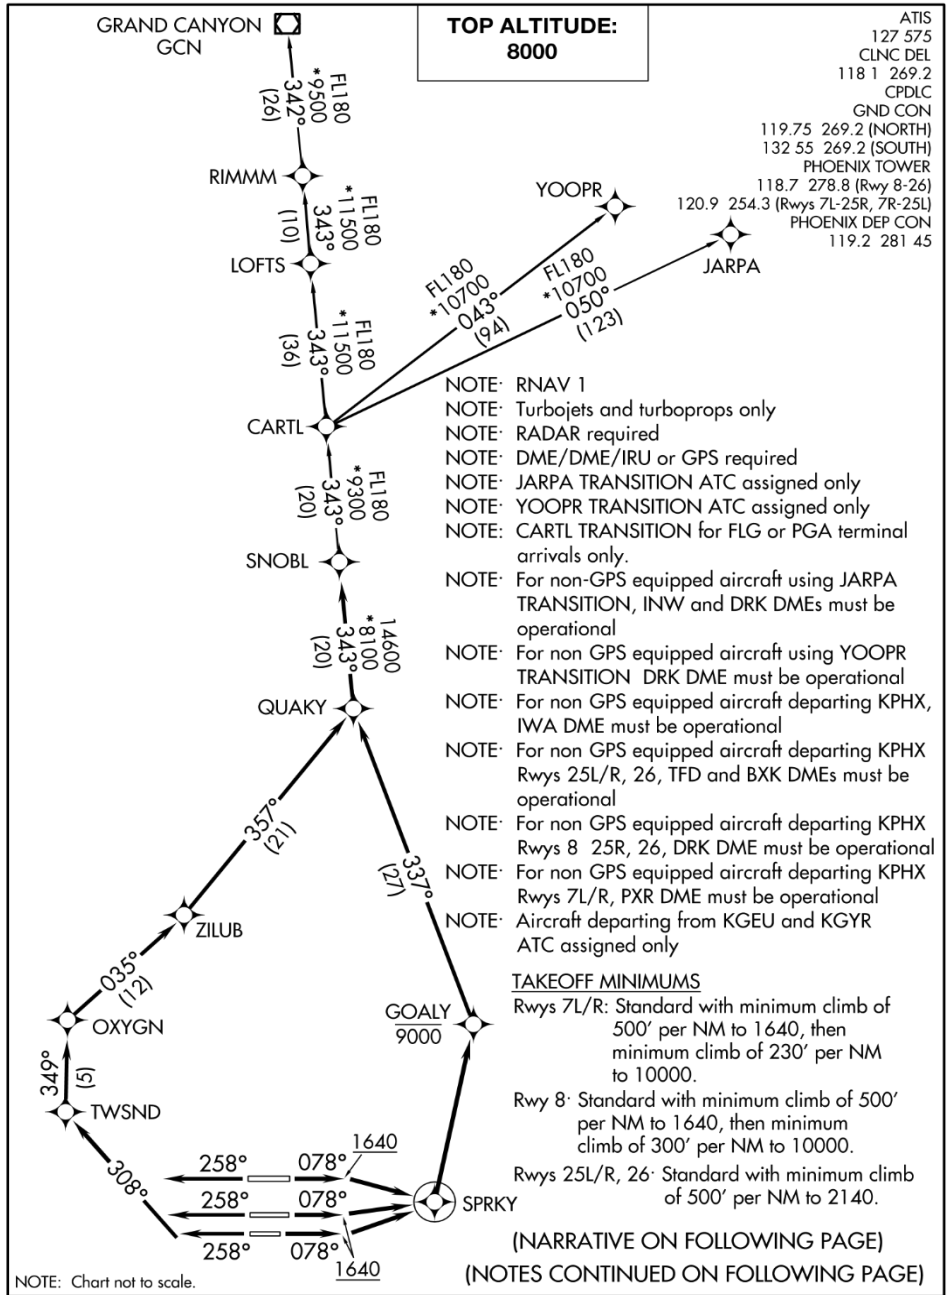 GRAND CANYON
GCN
TOP ALTITUDE:
8000
ATIS
127 575
CLNC DEL
118 1 269.2
CPDLC
GND CON
119.75 269.2 (NORTH)
132 55 269.2 (SOUTH)
PHOENIX TOWER
118.7 278.8 (Rwy 8-26)
120.9 254.3 (Rwys 7L-25R, 7R-25L)
PHOENIX DEP CON
119.2 281 45
FL180
*9500
342°
(26)
RIMMM
FL180
*11500
343°
(10)
LOFTS
YOOPR
JARPA
FL180
*10700
043°
(94)
FL180
*10700
050°
(123)
FL180
*11500
343°
(36)
CARTL
FL180
*9300
343°
(20)
SNOBL
14600
*8100
343°
(20)
QUAKY
357°
(21)
337°
(27)
ZILUB
035°
(12)
OXYGN
GOALY
9000
349°
(5)
TWSND
308°
258° 078° 1640
258° 078°
258° 078° 1640
SPRKY
NOTE· RNAV 1
NOTE· Turbojets and turboprops only
NOTE· RADAR required
NOTE· DME/DME/IRU or GPS required
NOTE· JARPA TRANSITION ATC assigned only
NOTE· YOOPR TRANSITION ATC assigned only
NOTE: CARTL TRANSITION for FLG or PGA terminal
arrivals only.
NOTE· For non-GPS equipped aircraft using JARPA
TRANSITION, INW and DRK DMEs must be
operational
NOTE· For non GPS equipped aircraft using YOOPR
TRANSITION DRK DME must be operational
NOTE· For non GPS equipped aircraft departing KPHX,
IWA DME must be operational
NOTE· For non GPS equipped aircraft departing KPHX
Rwys 25L/R, 26, TFD and BXK DMEs must be
operational
NOTE· For non GPS equipped aircraft departing KPHX
Rwys 8 25R, 26, DRK DME must be operational
NOTE· For non GPS equipped aircraft departing KPHX
Rwys 7L/R, PXR DME must be operational
NOTE· Aircraft departing from KGEU and KGYR
ATC assigned only
TAKEOFF MINIMUMS
Rwys 7L/R: Standard with minimum climb of
500' per NM to 1640, then
minimum climb of 230' per NM
to 10000.
Rwy 8· Standard with minimum climb of 500'
per NM to 1640, then minimum
climb of 300' per NM to 10000.
Rwys 25L/R, 26· Standard with minimum climb
of 500' per NM to 2140.
(NARRATIVE ON FOLLOWING PAGE)
(NOTES CONTINUED ON FOLLOWING PAGE)
NOTE: Chart not to scale.